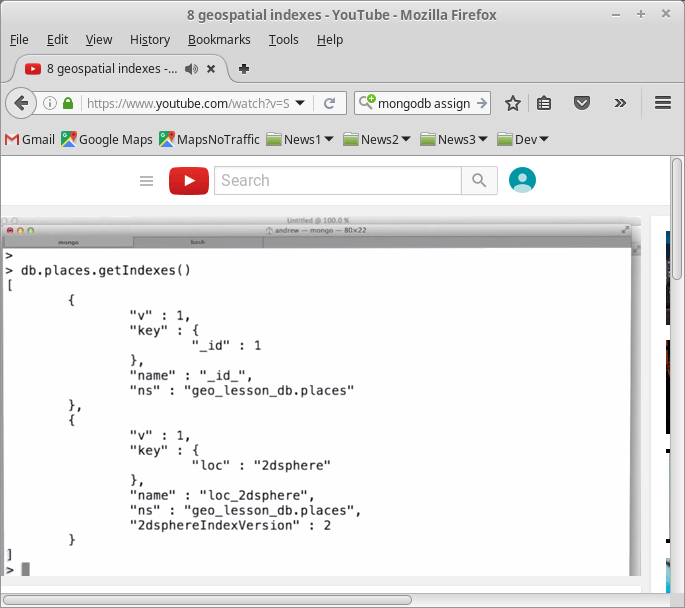 8 geospatial indexes - YouTube - Mozilla Firefox
File Edit View History Bookmarks Tools Help
8 geospatial indexes -...
https://www.youtube.com/watch?v=S mongodb assign
Gmail Google Maps MapsNoTraffic News1 News2 News3 Dev
Search
Untitled @ 100.0 %
andrew — mongo — 80×22
mongo bash
>
> db.places.getIndexes()
[
{
"v" : 1,
"key" : {
"_id" : 1
},
"name" : "_id_",
"ns" : "geo_lesson_db.places"
},
{
"v" : 1,
"key" : {
"loc" : "2dsphere"
},
"name" : "loc_2dsphere",
"ns" : "geo_lesson_db.places",
"2dsphereIndexVersion" : 2
}
]
>